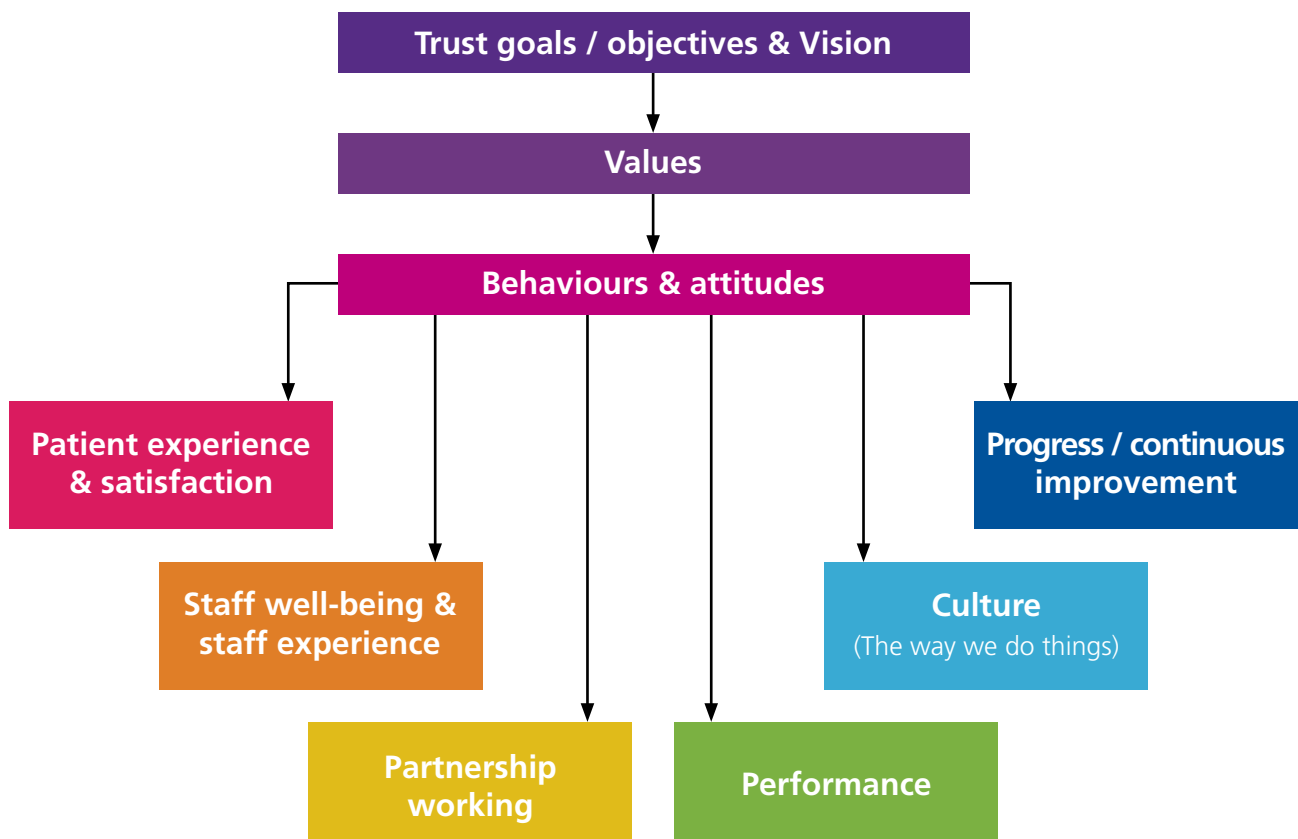 Trust goals / objectives & Vision
Values
Behaviours & attitudes
Patient experience
& satisfaction
Progress / continuous
improvement
Staff well-being &
staff experience
Culture
(The way we do things)
Partnership
working
Performance